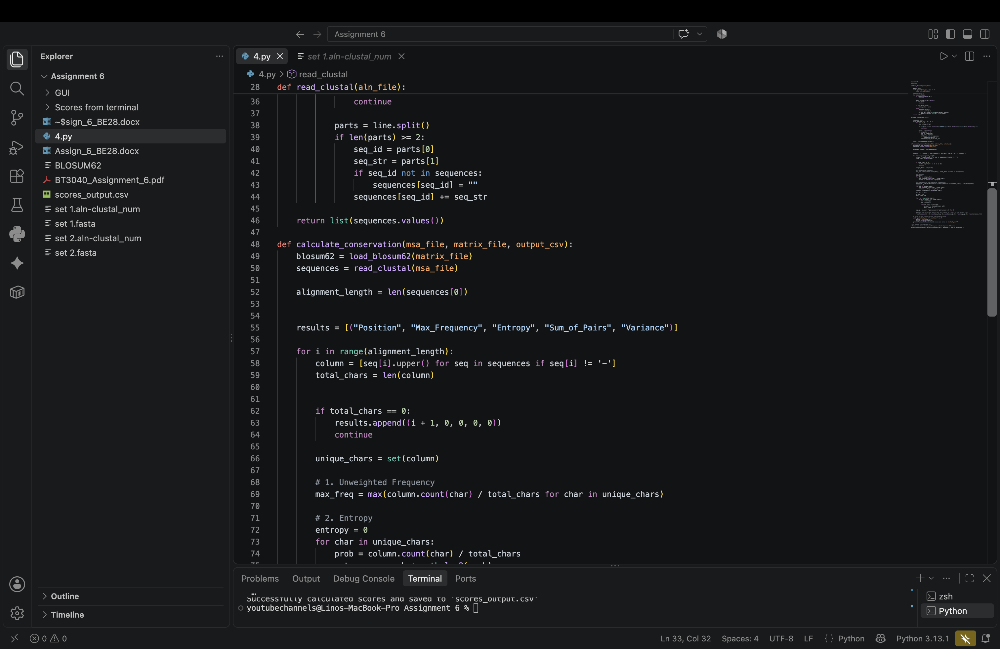 Assignment 6
Explorer
Assignment 6
GUI
Scores from terminal
~$sign_6_BE28.docx
4.py
Assign_6_BE28.docx
BLOSUM62
BT3040_Assignment_6.pdf
scores_output.csv
set 1.aln-clustal_num
set 1.fasta
set 2.aln-clustal_num
set 2.fasta
Outline
Timeline
4.py
set 1.aln-clustal_num
4.py > read_clustal
28 def read_clustal(aln_file):
36 continue
37
38 parts = line.split()
39 if len(parts) >= 2:
40 seq_id = parts[0]
41 seq_str = parts[1]
42 if seq_id not in sequences:
43 sequences[seq_id] = ""
44 sequences[seq_id] += seq_str
45
46 return list(sequences.values())
47
48 def calculate_conservation(msa_file, matrix_file, output_csv):
49 blosum62 = load_blosum62(matrix_file)
50 sequences = read_clustal(msa_file)
51
52 alignment_length = len(sequences[0])
53
54
55 results = [("Position", "Max_Frequency", "Entropy", "Sum_of_Pairs", "Variance")]
56
57 for i in range(alignment_length):
58 column = [seq[i].upper() for seq in sequences if seq[i] != '-']
59 total_chars = len(column)
60
61
62 if total_chars == 0:
63 results.append((i + 1, 0, 0, 0, 0))
64 continue
65
66 unique_chars = set(column)
67
68 # 1. Unweighted Frequency
69 max_freq = max(column.count(char) / total_chars for char in unique_chars)
70
71 # 2. Entropy
72 entropy = 0
73 for char in unique_chars:
74 prob = column.count(char) / total_chars
Problems Output Debug Console Terminal Ports
Successfully calculated scores and saved to 'scores_output.csv'
youtubechannels@Linos-MacBook-Pro Assignment 6 %
zsh
Python
0 0
Ln 33, Col 32 Spaces: 4 UTF-8 LF {} Python Python 3.13.1